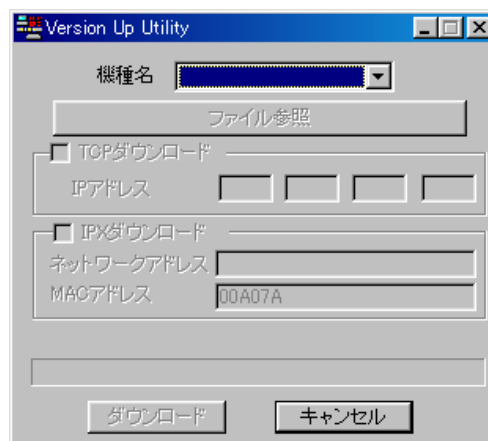 Version Up Utility
機種名
ファイル参照
TCPダウンロード
IPアドレス
IPXダウンロード
ネットワークアドレス
MACアドレス 00A07A
ダウンロード キャンセル